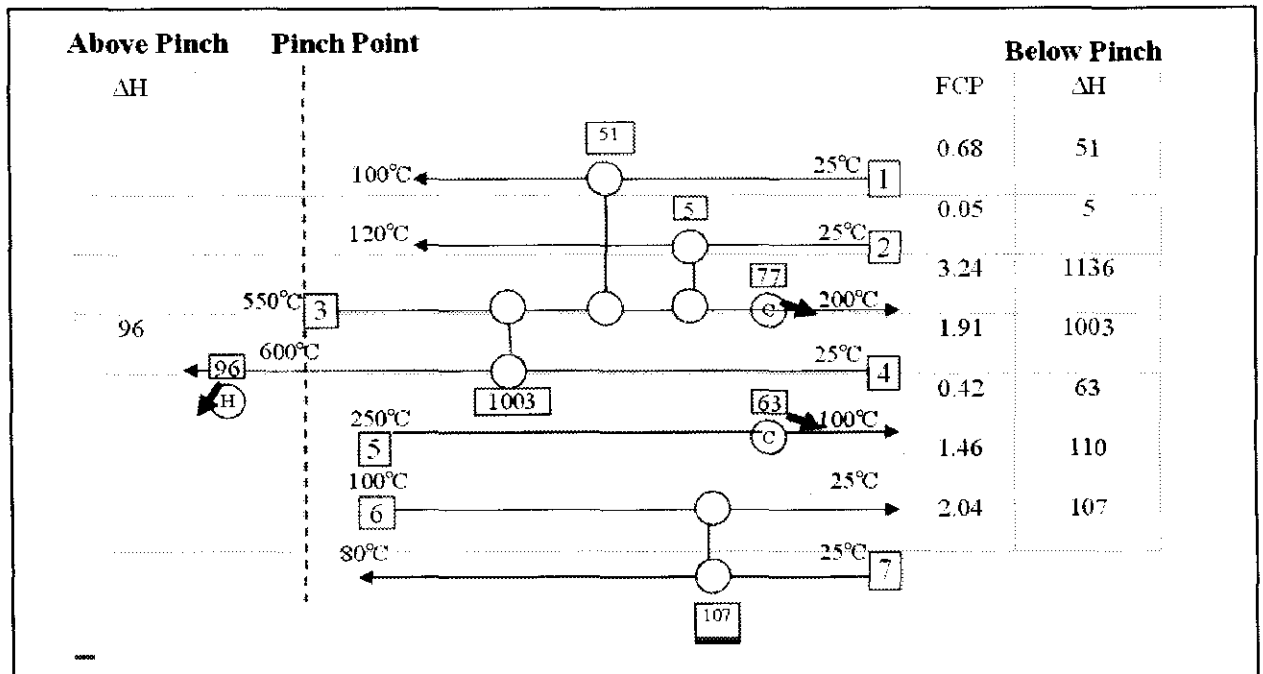 Above Pinch Pinch Point Below Pinch
ΔH FCP ΔH
51 0.68 51
100°C 25°C 1
5 0.05 5
120°C 25°C 2
77 3.24 1136
550°C 3 C 200°C
96 1.91 1003
600°C 25°C 4
96 0.42 63
H 1003 63
250°C 100°C
5 C 1.46 110
100°C 25°C
6 2.04 107
80°C 25°C 7
107